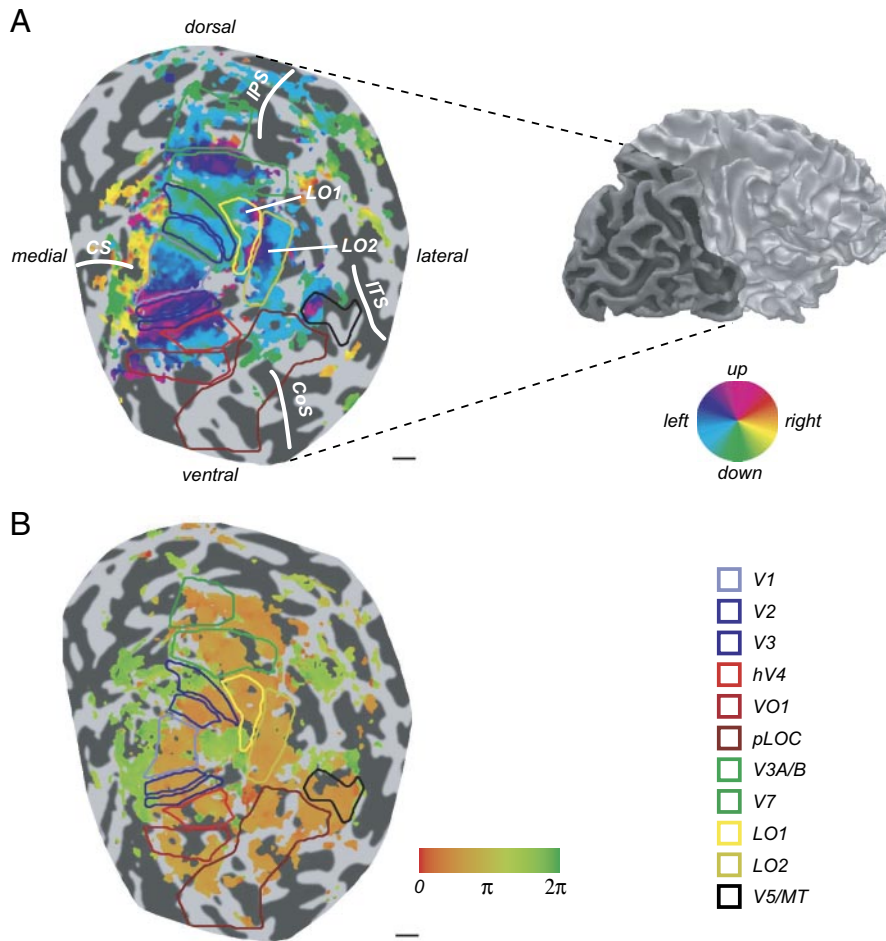 A
dorsal
IPS
LO1
LO2
medial
CS
lateral
ITS
CoS
ventral
up
left
right
down
B
0
π
2π
V1
V2
V3
hV4
VO1
pLOC
V3A/B
V7
LO1
LO2
V5/MT